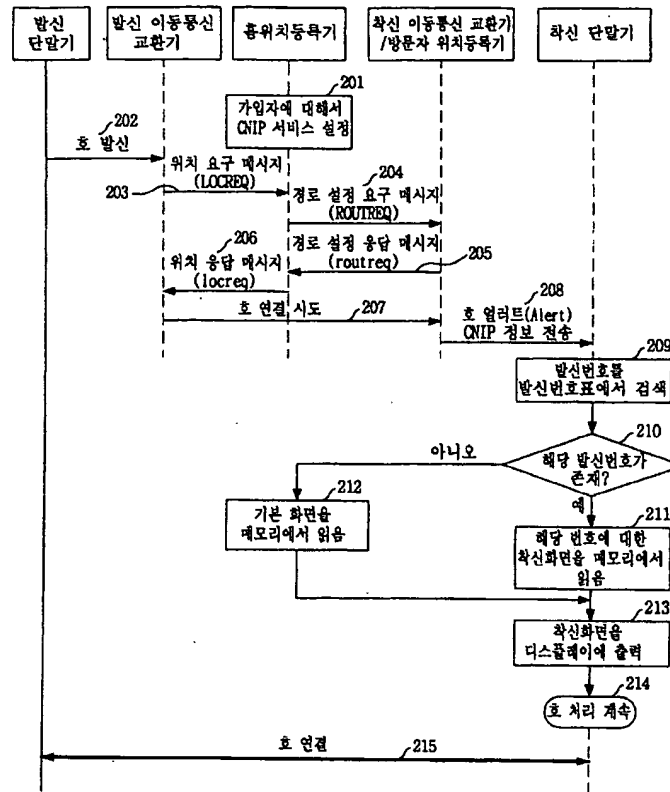 발신
단말기
발신 이동통신
교환기
홈위치등록기
착신 이동통신 교환기
/방문자 위치등록기
착신 단말기
201
가입자에 대해서
CNIP 서비스 설정
202
호 발신
위치 요구 메시지
(LOCREQ)
203
204
경로 설정 요구 메시지
(ROUTREQ)
경로 설정 응답 메시지
(routreq)
205
206
위치 응답 메시지
(locreq)
호 연결 시도
207
208
호 얼러트(Alert)
CNIP 정보 전송
209
발신번호를
발신번호표에서 검색
210
해당 발신번호가
존재?
아니오
예
212
기본 화면을
메모리에서 읽음
211
해당 번호에 대한
착신화면을 메모리에서
읽음
213
착신화면을
디스플레이에 출력
214
호 처리 계속
호 연결
215